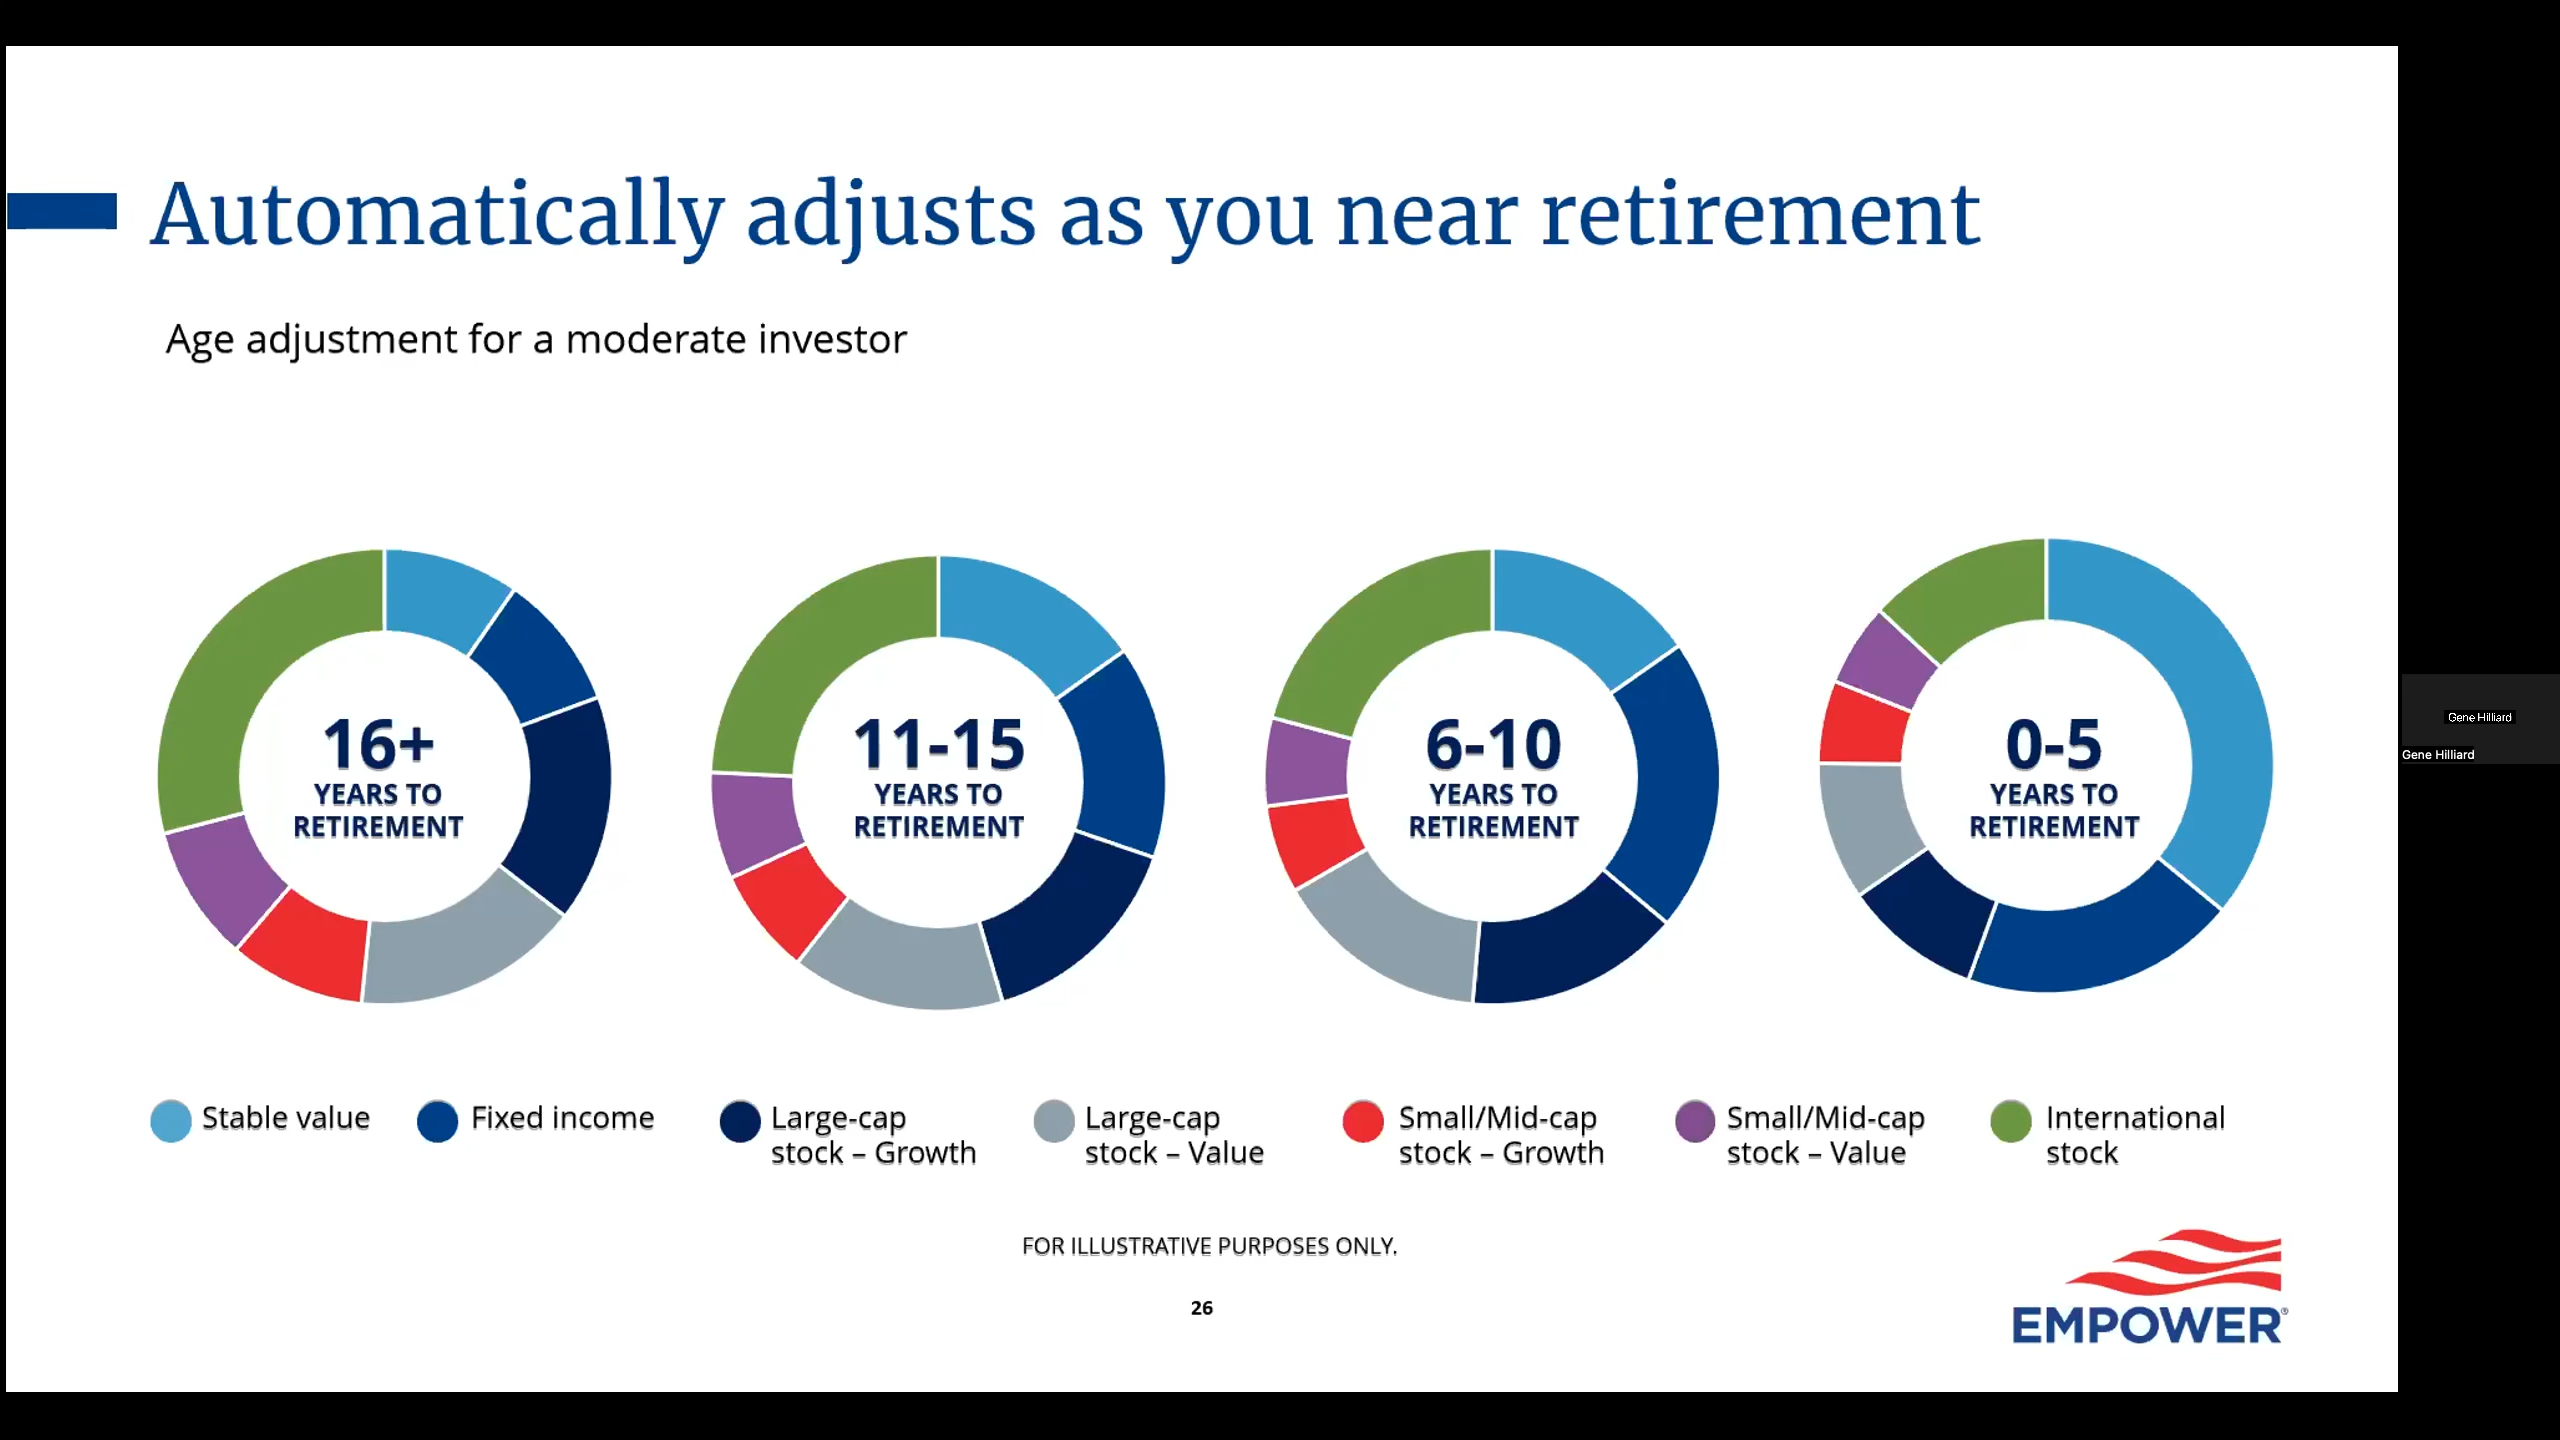 Automatically adjusts as you near retirement
Age adjustment for a moderate investor
16+
YEARS TO
RETIREMENT
11-15
YEARS TO
RETIREMENT
6-10
YEARS TO
RETIREMENT
0-5
YEARS TO
RETIREMENT
Gene Hilliard
Gene Hilliard
Stable value
Fixed income
Large-cap
stock – Growth
Large-cap
stock – Value
Small/Mid-cap
stock – Growth
Small/Mid-cap
stock – Value
International
stock
FOR ILLUSTRATIVE PURPOSES ONLY.
26
EMPOWER®